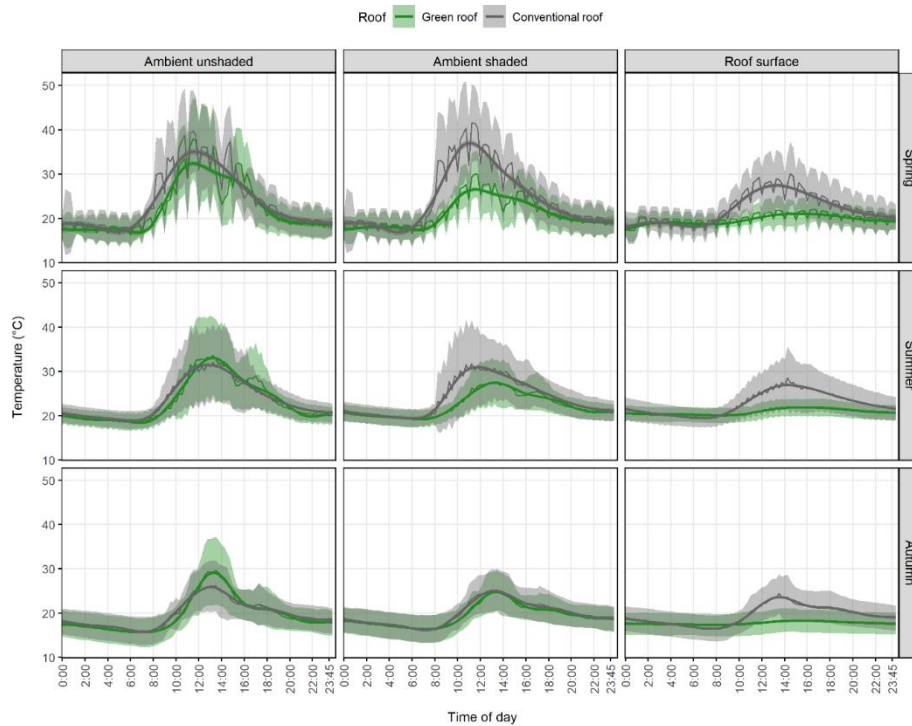 Roof Green roof Conventional roof
Ambient unshaded Ambient shaded Roof surface
50
40
30
20
10
Spring
50
40
30
20
10
Summer
50
40
30
20
10
Autumn
Temperature (°C)
0:00 2:00 4:00 6:00 8:00 10:00 12:00 14:00 16:00 18:00 20:00 22:00 23:45
0:00 2:00 4:00 6:00 8:00 10:00 12:00 14:00 16:00 18:00 20:00 22:00 23:45
0:00 2:00 4:00 6:00 8:00 10:00 12:00 14:00 16:00 18:00 20:00 22:00 23:45
Time of day